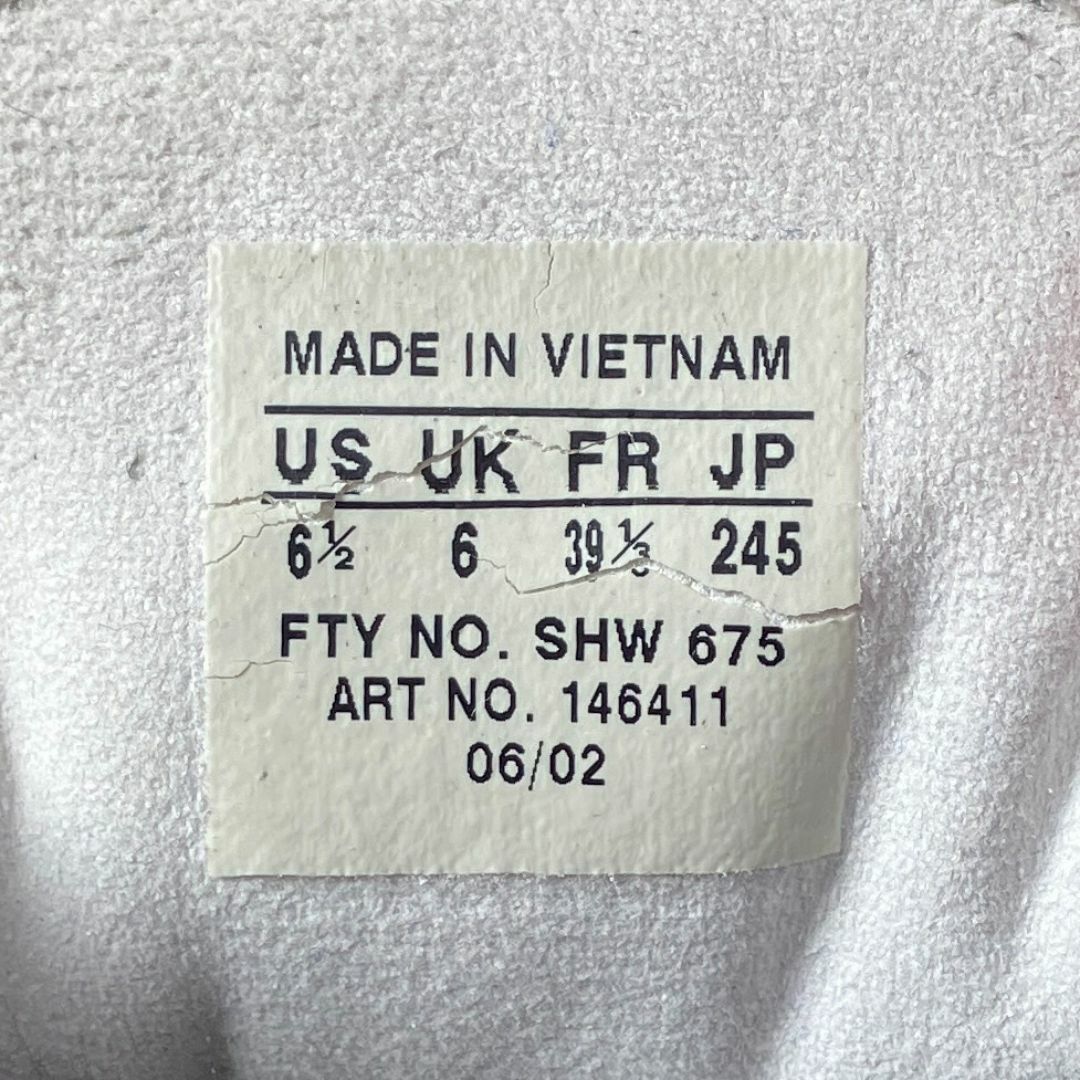 MADE IN VIETNAM
US UK FR JP
6½ 6 39⅓ 245
FTY NO. SHW 675
ART NO. 146411
06/02